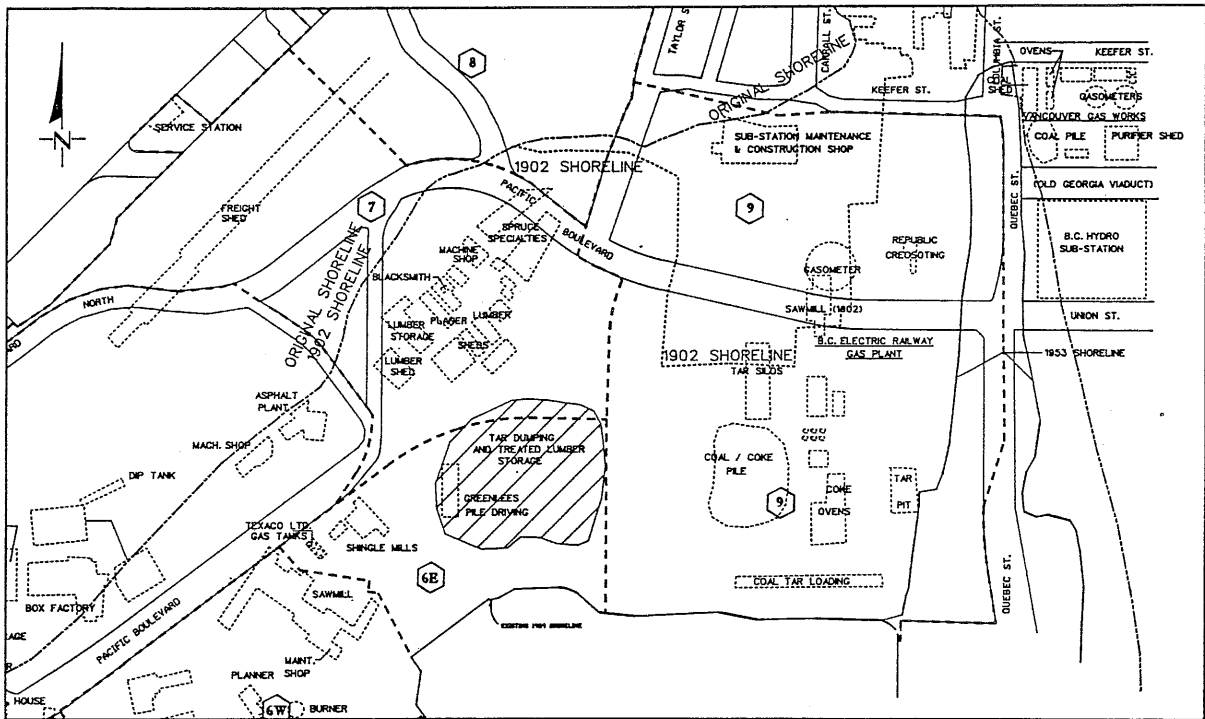 TAYLOR S
CARRALL ST.
COLUMBIA ST.
OVENS
KEEFER ST.
8
ORIGINAL SHORELINE
KEEFER ST.
SHED
GASOMETERS
VANCOUVER GAS WORKS
SERVICE STATION
SUB-STATION MAINTENANCE
& CONSTRUCTION SHOP
COAL PILE
PURIFIER SHED
N
1902 SHORELINE
PACIFIC
BOULEVARD
QUEBEC ST.
(OLD GEORGIA VIADUCT)
7
9
FREIGHT
SHED
SPRUCE
SPECIALTIES
MACHINE
SHOP
B.C. HYDRO
SUB-STATION
REPUBLIC
CREOSOTING
BLACKSMITH
GASOMETER
ORIGINAL SHORELINE
1902 SHORELINE
NORTH
ARD
LUMBER
STORAGE
PLANER
LUMBER
SHEDS
SAWMILL (1902)
UNION ST.
B.C. ELECTRIC RAILWAY
GAS PLANT
LUMBER
SHED
1902 SHORELINE
1953 SHORELINE
TAR SILOS
ASPHALT
PLANT
MACH. SHOP
TAR DUMPING
AND TREATED LUMBER
STORAGE
COAL / COKE
PILE
DIP TANK
GREENLEES
PILE DRIVING
9
COKE
OVENS
TAR
PIT
TEXACO LTD.
GAS TANKS
SHINGLE MILLS
6E
COAL TAR LOADING
QUEBEC ST.
BOX FACTORY
SAWMILL
EXISTING 1989 SHORELINE
PACIFIC BOULEVARD
AGE
R
MAINT.
SHOP
PLANNER
HOUSE
6W
BURNER